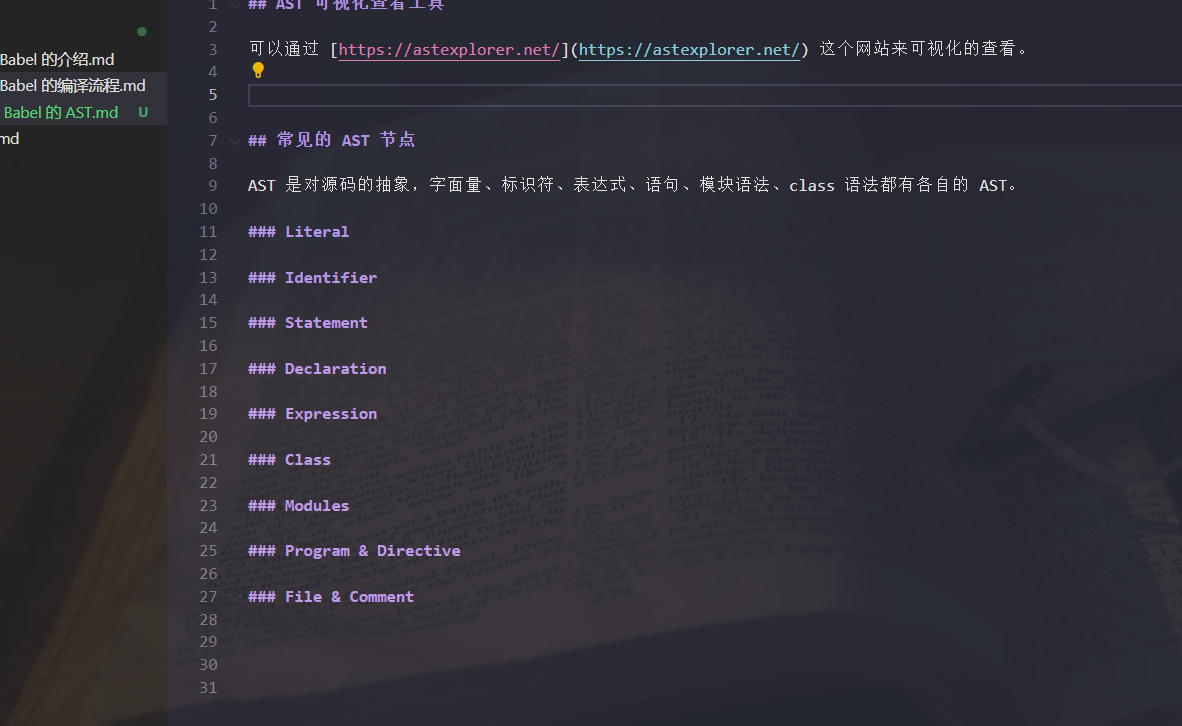 Babel 的介绍.md
Babel 的编译流程.md
Babel 的 AST.md U
md
1 ## AST 可视化查看工具
2
3 可以通过 [https://astexplorer.net/](https://astexplorer.net/) 这个网站来可视化的查看。
4
5
6
7 ## 常见的 AST 节点
8
9 AST 是对源码的抽象，字面量、标识符、表达式、语句、模块语法、class 语法都有各自的 AST。
10
11 ### Literal
12
13 ### Identifier
14
15 ### Statement
16
17 ### Declaration
18
19 ### Expression
20
21 ### Class
22
23 ### Modules
24
25 ### Program & Directive
26
27 ### File & Comment
28
29
30
31